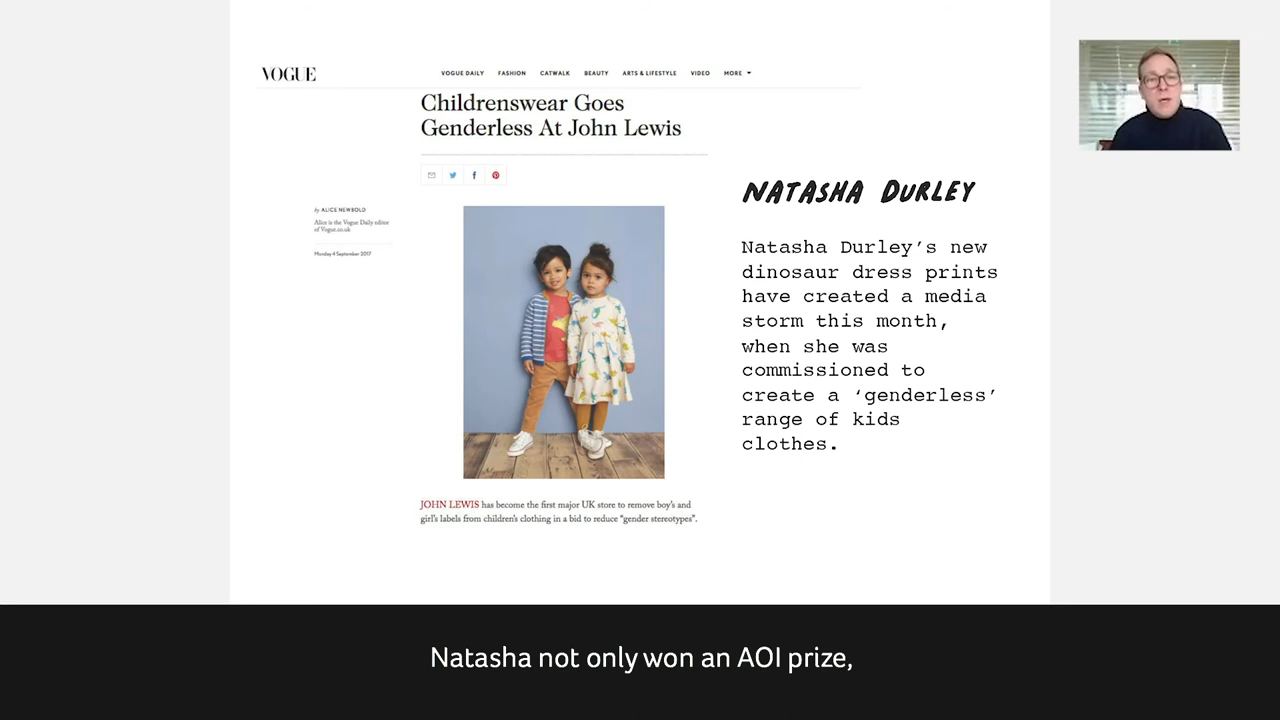 VOGUE
VOGUE DAILY FASHION CATWALK BEAUTY ARTS & LIFESTYLE VIDEO MORE
Childrenswear Goes
Genderless At John Lewis
by ALICE NEWBOLD
Alice is the Vogue Daily editor
of Vogue.co.uk
Monday 4 September 2017
JOHN LEWIS has become the first major UK store to remove boy's and
girl's labels from children's clothing in a bid to reduce "gender stereotypes".
NATASHA DURLEY
Natasha Durley's new
dinosaur dress prints
have created a media
storm this month,
when she was
commissioned to
create a ‘genderless’
range of kids
clothes.
Natasha not only won an AOI prize,